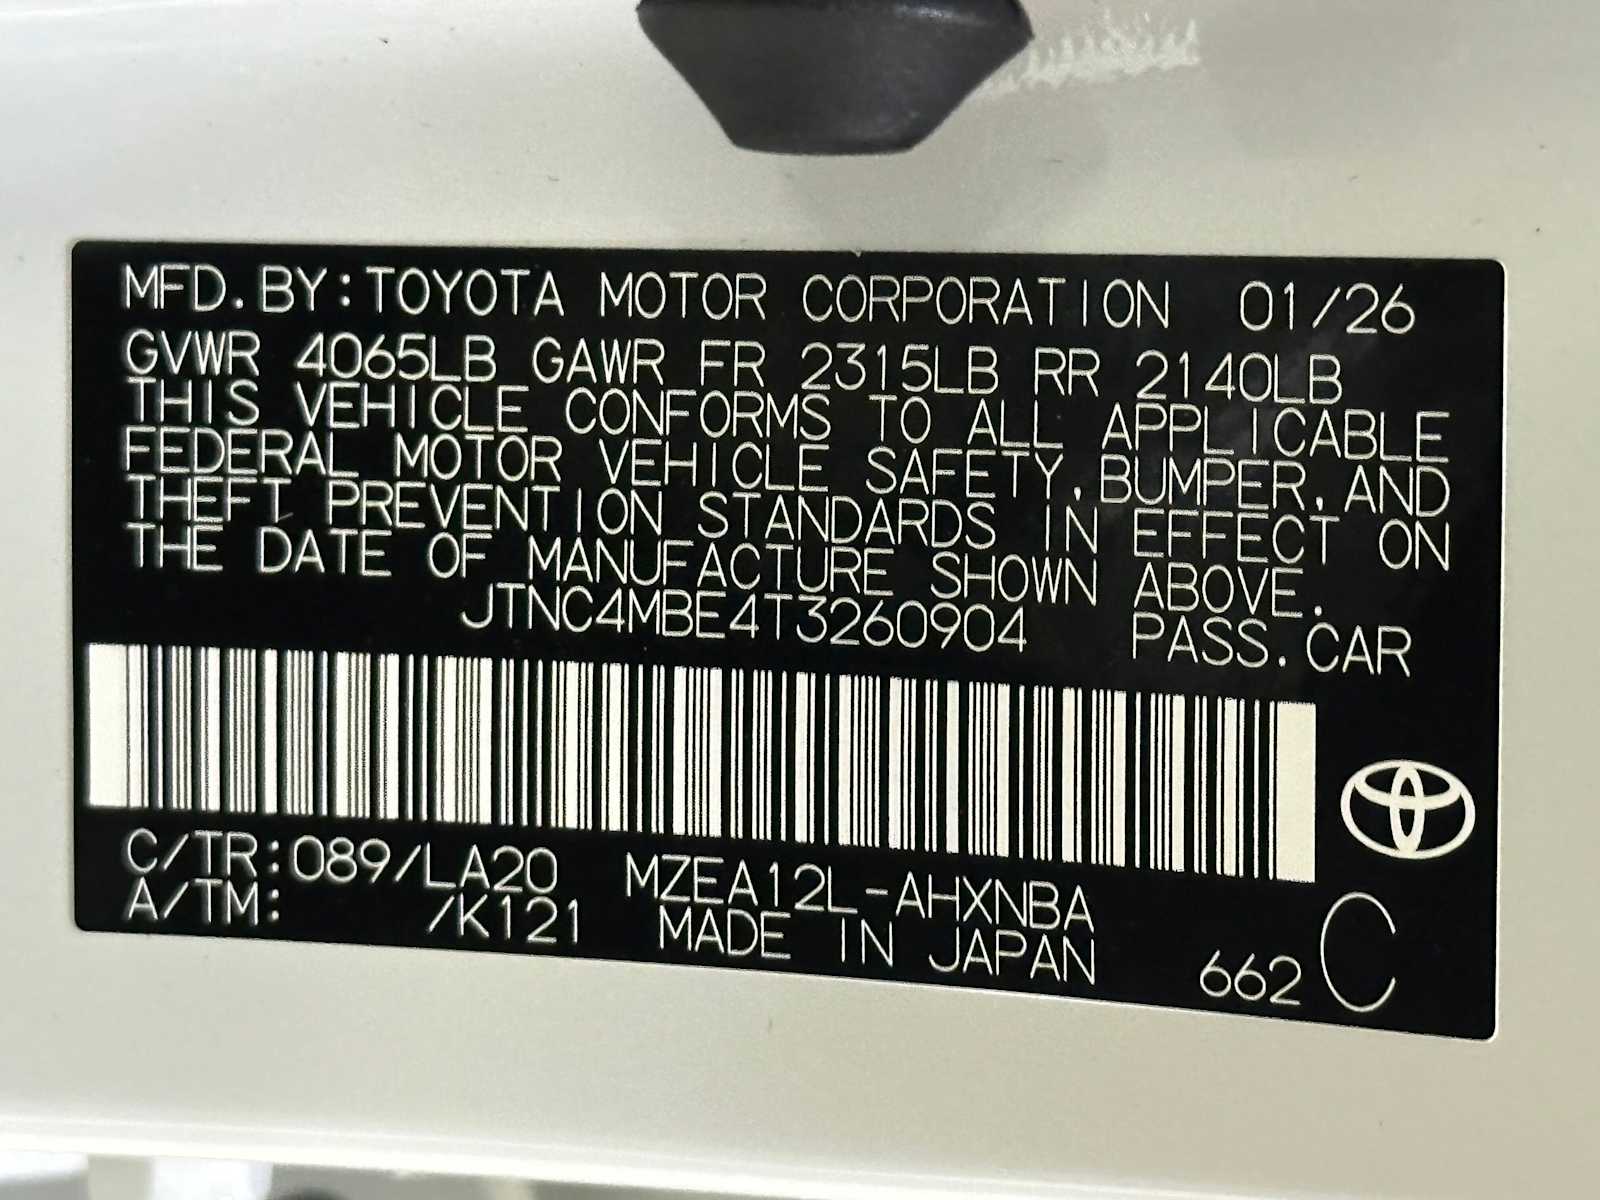 MFD.BY:TOYOTA MOTOR CORPORATION 01/26
GVWR 4065LB GAWR FR 2315LB RR 2140LB
THIS VEHICLE CONFORMS TO ALL APPLICABLE
FEDERAL MOTOR VEHICLE SAFETY,BUMPER,AND
THEFT PREVENTION STANDARDS IN EFFECT ON
THE DATE OF MANUFACTURE SHOWN ABOVE.
JTNC4MBE4T3260904 PASS.CAR
C/TR:089/LA20 MZEA12L-AHXNBA
A/TM: /K121 MADE IN JAPAN 662 C